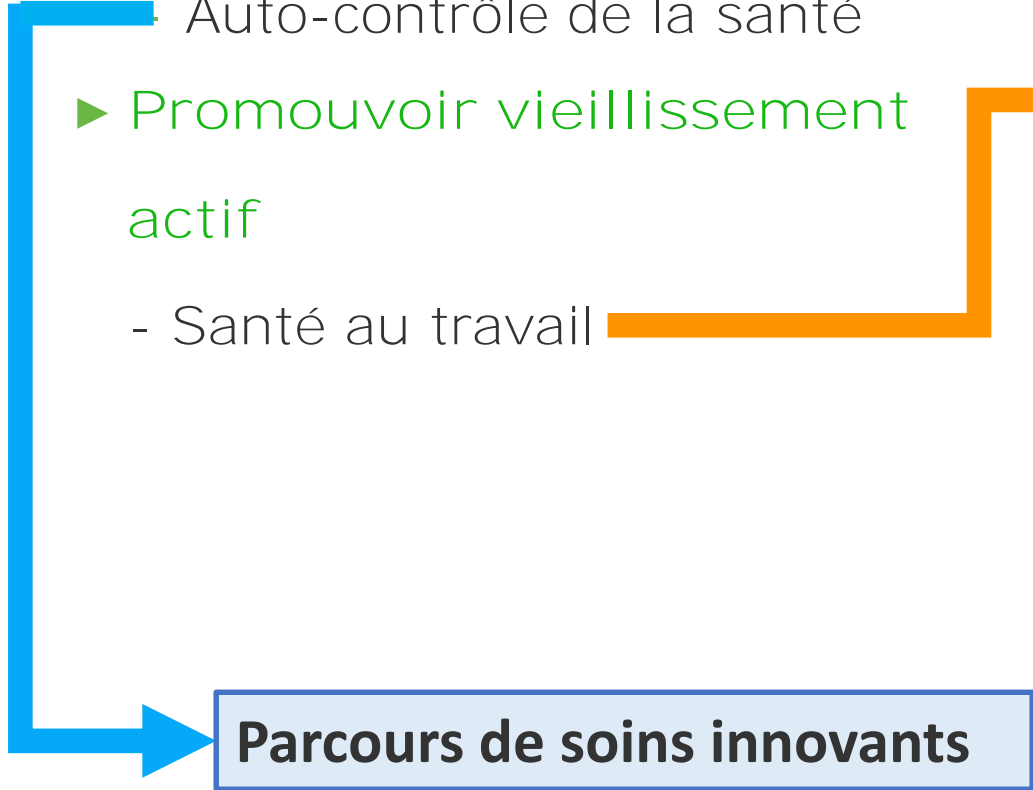 - Auto-contrôle de la santé
► Promouvoir vieillissement
actif
- Santé au travail
Parcours de soins innovants